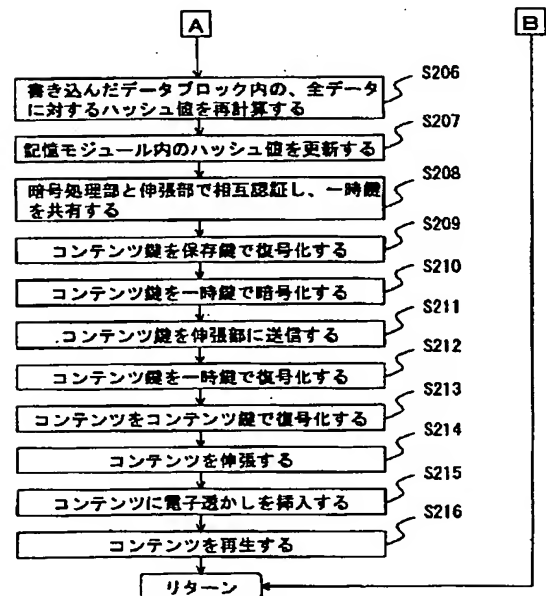 A
B
S206
書き込んだデータブロック内の、全データ
に対するハッシュ値を再計算する
S207
記憶モジュール内のハッシュ値を更新する
S208
暗号処理部と伸張部で相互認証し、一時鍵
を共有する
S209
コンテンツ鍵を保存鍵で復号化する
S210
コンテンツ鍵を一時鍵で暗号化する
S211
コンテンツ鍵を伸張部に送信する
S212
コンテンツ鍵を一時鍵で復号化する
S213
コンテンツをコンテンツ鍵で復号化する
S214
コンテンツを伸張する
S215
コンテンツに電子透かしを挿入する
S216
コンテンツを再生する
リターン